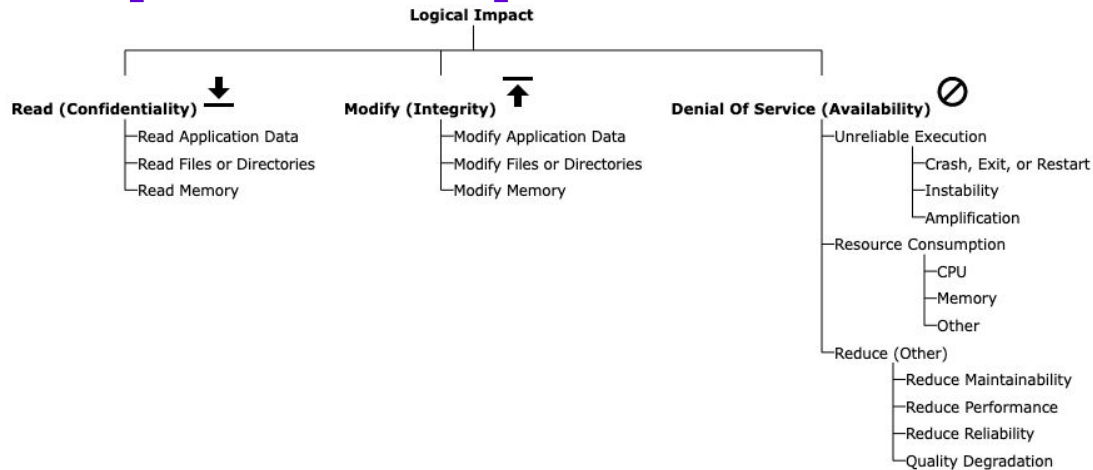 Logical Impact
Read (Confidentiality)
Read Application Data
Read Files or Directories
Read Memory
Modify (Integrity)
Modify Application Data
Modify Files or Directories
Modify Memory
Denial Of Service (Availability)
Unreliable Execution
Crash, Exit, or Restart
Instability
Amplification
Resource Consumption
CPU
Memory
Other
Reduce (Other)
Reduce Maintainability
Reduce Performance
Reduce Reliability
Quality Degradation